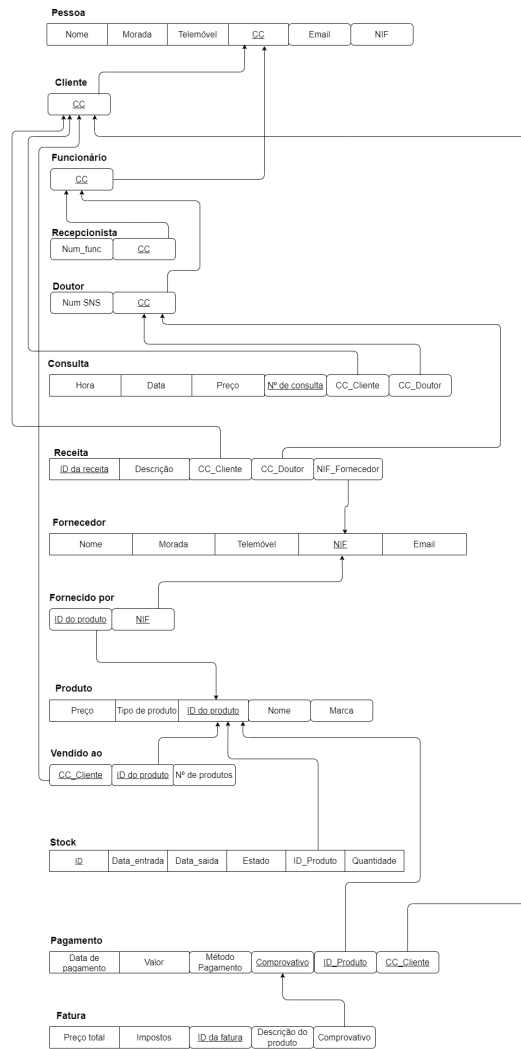 Pessoa
Nome Morada Telemóvel CC Email NIF
Cliente
CC
Funcionário
CC
Recepcionista
Num_func CC
Doutor
Num SNS CC
Consulta
Hora Data Preço Nº de consulta CC_Cliente CC_Doutor
Receita
ID da receita Descrição CC_Cliente CC_Doutor NIF_Fornecedor
Fornecedor
Nome Morada Telemóvel NIF Email
Fornecido por
ID do produto NIF
Produto
Preço Tipo de produto ID do produto Nome Marca
Vendido ao
CC_Cliente ID do produto Nº de produtos
Stock
ID Data_entrada Data_saida Estado ID_Produto Quantidade
Pagamento
Data de pagamento Valor Método Pagamento Comprovativo ID_Produto CC_Cliente
Fatura
Preço total Impostos ID da fatura Descrição do produto Comprovativo